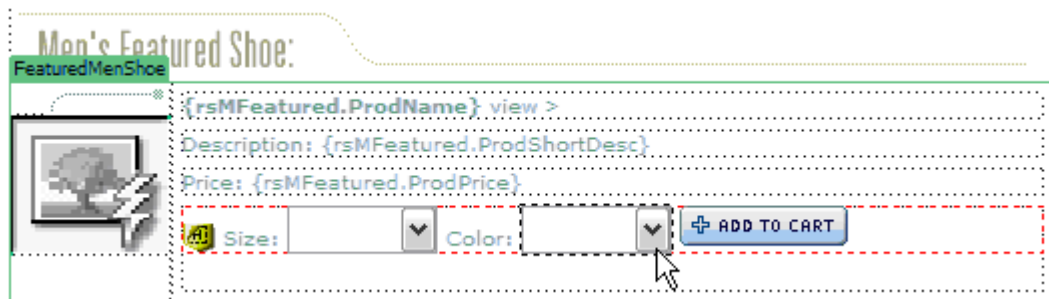 Men's Featured Shoe:
FeaturedMenShoe
{rsMFeatured.ProdName} view >
Description: {rsMFeatured.ProdShortDesc}
Price: {rsMFeatured.ProdPrice}
Size: Color: ADD TO CART